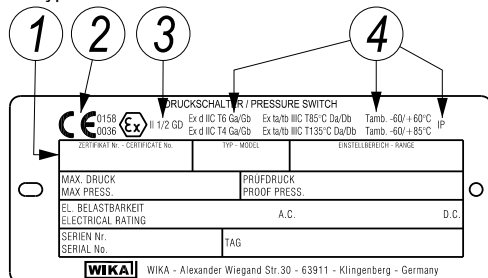 1 2 3 4
DRUCKSCHALTER / PRESSURE SWITCH
CE 0158 Ex II 1/2 GD Ex d IIC T6 Ga/Gb Ex ta/tb IIIC T85°C Da/Db Tamb. -60/+60°C IP
0036 Ex d IIC T4 Ga/Gb Ex ta/tb IIIC T135°C Da/Db Tamb. -60/+85°C
ZERTIFIKAT Nr. - CERTIFICATE No. TYP - MODEL EINSTELLBEREICH - RANGE
MAX. DRUCK PRÜFDRUCK
MAX PRESS. PROOF PRESS.
EL. BELASTBARKEIT A.C. D.C.
ELECTRICAL RATING
SERIEN Nr. TAG
SERIAL No.
WIKA WIKA - Alexander Wiegand Str.30 - 63911 - Klingenberg - Germany